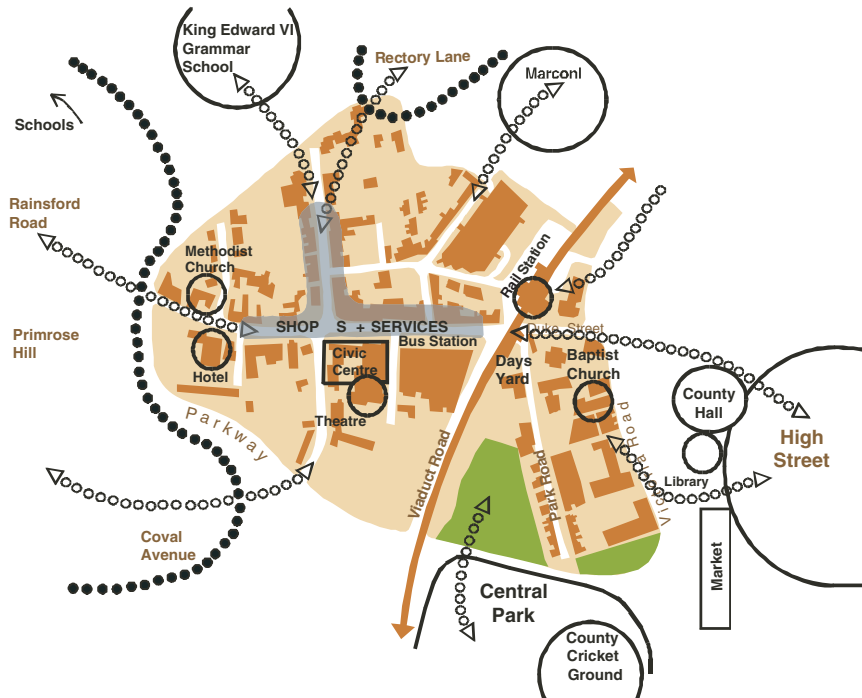 King Edward VI
Grammar
School
Rectory Lane
MarconI
Schools
Rainsford
Road
Methodist
Church
Rail Station
SHOP S + SERVICES
Duke Street
Bus Station
Primrose
Hill
Civic
Centre
Days
Yard
Baptist
Church
Hotel
County
Hall
Theatre
Parkway
High
Street
Viaduct Road
Park Road
Victoria Road
Library
Coval
Avenue
Market
Central
Park
County
Cricket
Ground